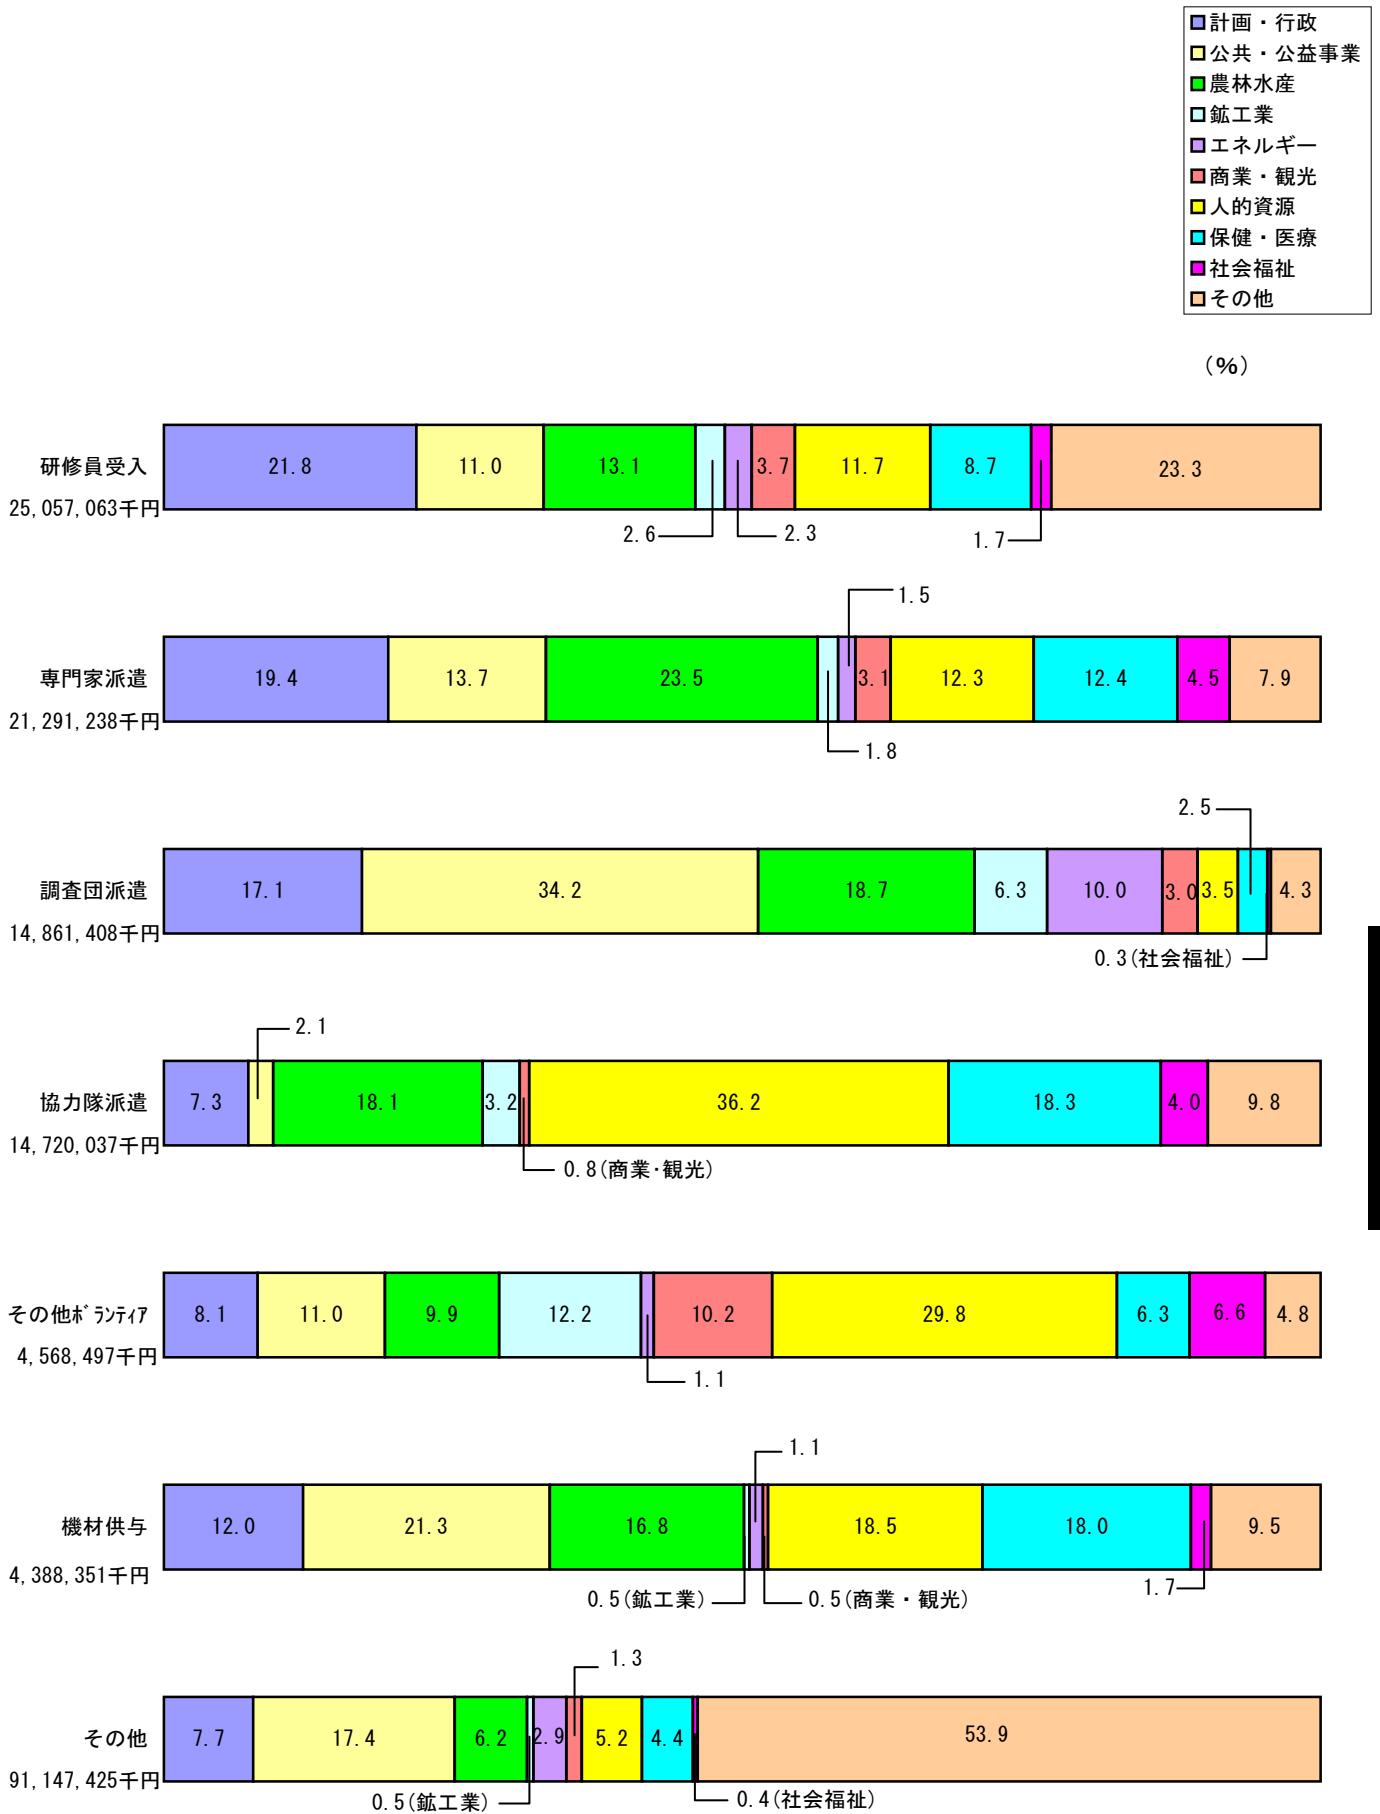 計画・行政
公共・公益事業
農林水産
鉱工業
エネルギー
商業・観光
人的資源
保健・医療
社会福祉
その他
（%）
研修員受入
25,057,063千円
21.8 11.0 13.1 3.7 11.7 8.7 23.3
2.6 2.3 1.7
1.5
専門家派遣
21,291,238千円
19.4 13.7 23.5 3.1 12.3 12.4 4.5 7.9
1.8
2.5
調査団派遣
14,861,408千円
17.1 34.2 18.7 6.3 10.0 3.0 3.5 4.3
0.3(社会福祉)
2.1
協力隊派遣
14,720,037千円
7.3 18.1 3.2 36.2 18.3 4.0 9.8
0.8(商業・観光)
その他ﾎﾞﾗﾝﾃｨｱ
4,568,497千円
8.1 11.0 9.9 12.2 10.2 29.8 6.3 6.6 4.8
1.1
1.1
機材供与
4,388,351千円
12.0 21.3 16.8 18.5 18.0 9.5
0.5(鉱工業) 0.5(商業・観光) 1.7
1.3
その他
91,147,425千円
7.7 17.4 6.2 2.9 5.2 4.4 53.9
0.5(鉱工業) 0.4(社会福祉)